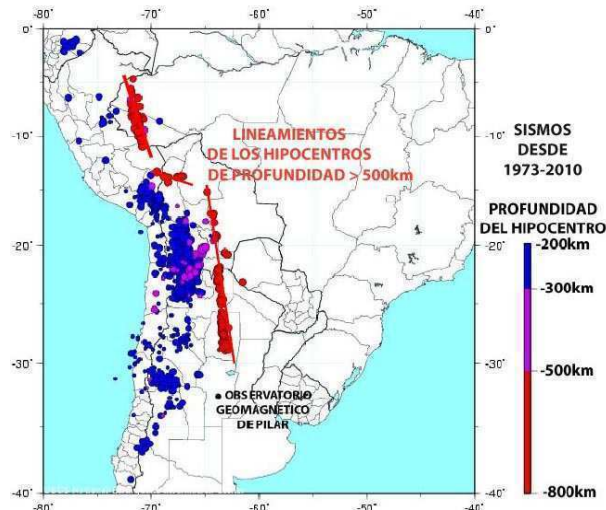 -80° -70° -60° -50° -40°
0° 0°
-10° -10°
-20° -20°
-30° -30°
-40° -40°
-80° -70° -60° -50° -40°
LINEAMIENTOS
DE LOS HIPOCENTROS
DE PROFUNDIDAD > 500km
OBSERVATORIO
GEOMAGNÉTICO
DE PILAR
SISMOS
DESDE
1973-2010
PROFUNDIDAD
DEL HIPOCENTRO
-200km
-300km
-500km
-800km